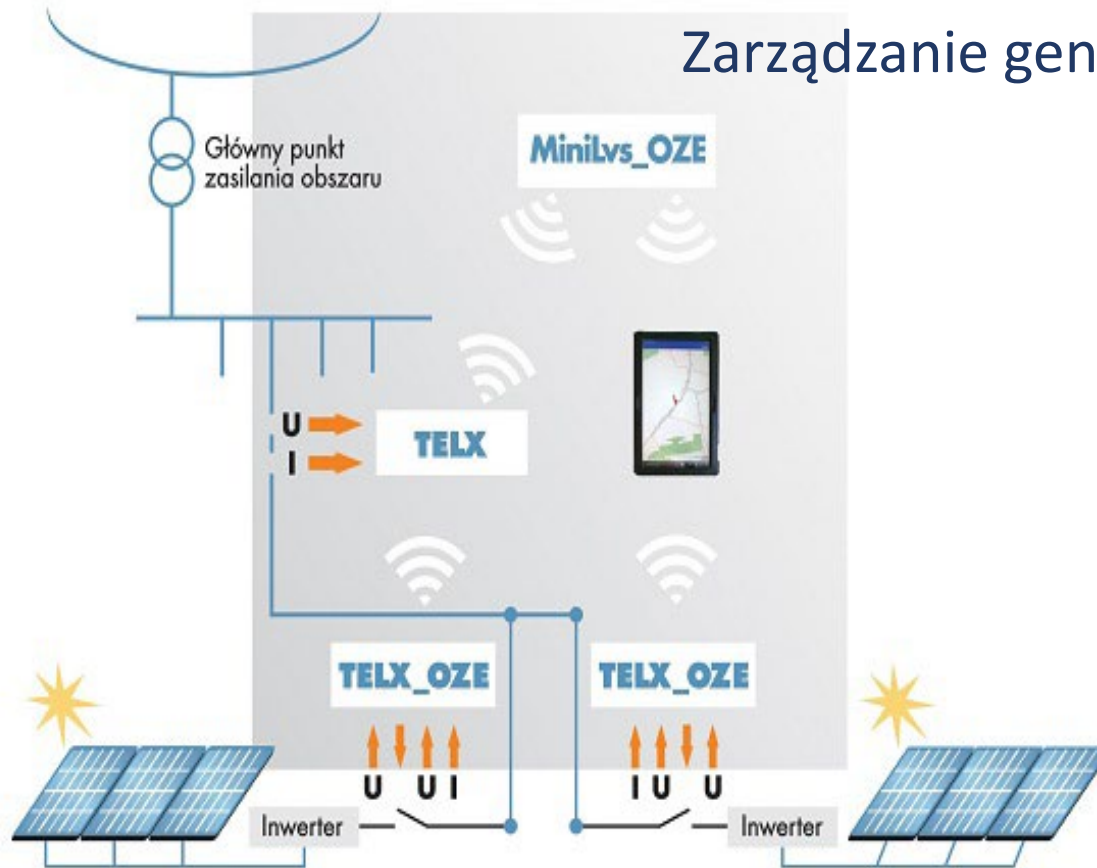 Zarządzanie gen
Główny punkt
zasilania obszaru
MiniLvs_OZE
U
I
TELX
TELX_OZE
TELX_OZE
U U I
I U U
Inwerter
Inwerter